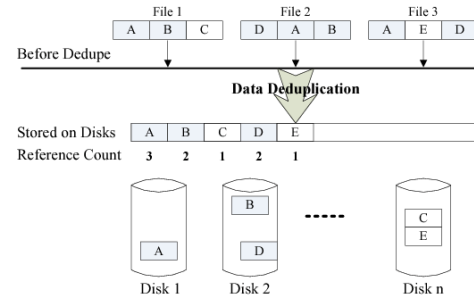 File 1 File 2 File 3
A B C D A B A E D
Before Dedupe
Data Deduplication
Stored on Disks A B C D E
Reference Count 3 2 1 2 1
B C
A D E
Disk 1 Disk 2 Disk n